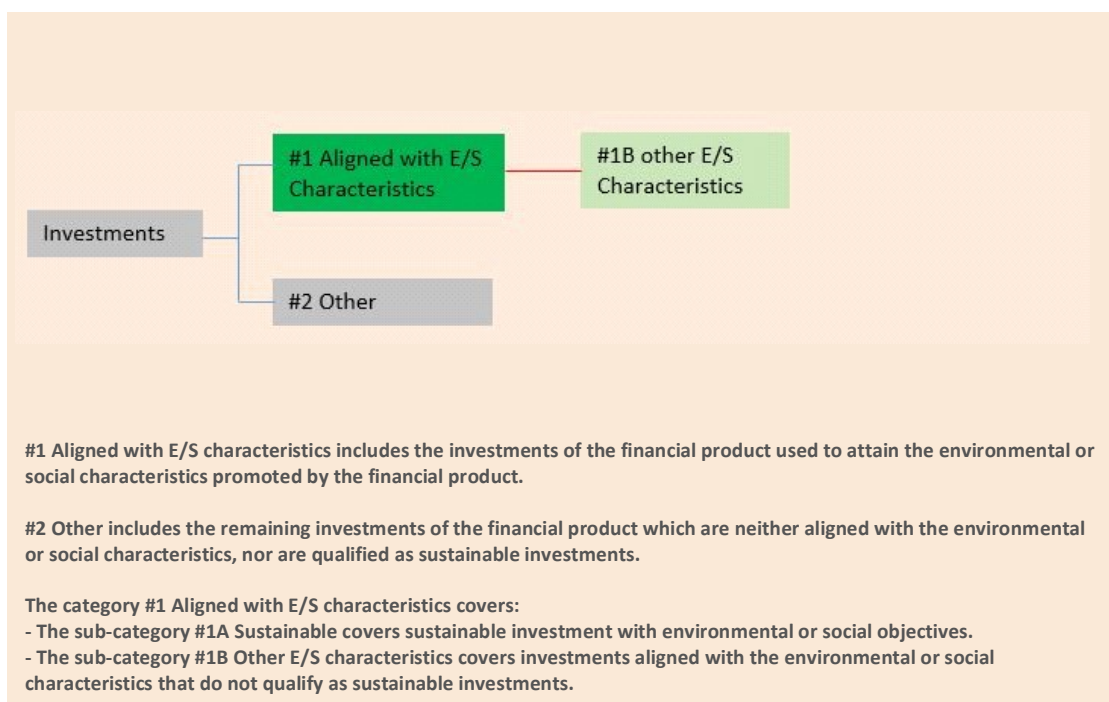 #1 Aligned with E/S
Characteristics
#1B other E/S
Characteristics
Investments
#2 Other
#1 Aligned with E/S characteristics includes the investments of the financial product used to attain the environmental or
social characteristics promoted by the financial product.
#2 Other includes the remaining investments of the financial product which are neither aligned with the environmental
or social characteristics, nor are qualified as sustainable investments.
The category #1 Aligned with E/S characteristics covers:
- The sub-category #1A Sustainable covers sustainable investment with environmental or social objectives.
- The sub-category #1B Other E/S characteristics covers investments aligned with the environmental or social
characteristics that do not qualify as sustainable investments.